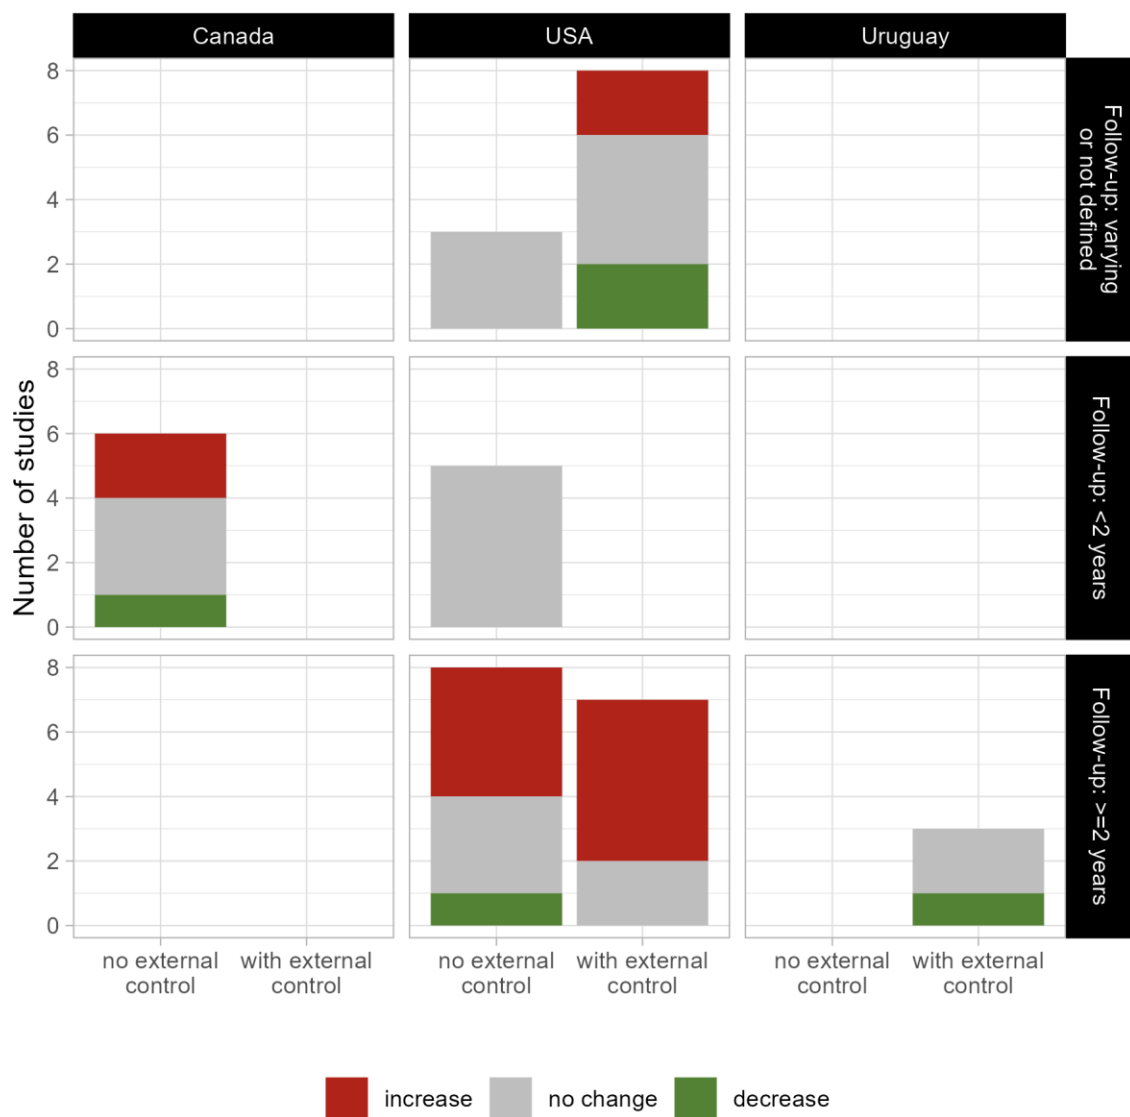 Canada
USA
Uruguay
8
6
4
2
0
Follow-up: varying
or not defined
8
6
4
2
0
Follow-up: <2 years
Number of studies
8
6
4
2
0
Follow-up: >=2 years
no external
control
with external
control
no external
control
with external
control
no external
control
with external
control
increase
no change
decrease